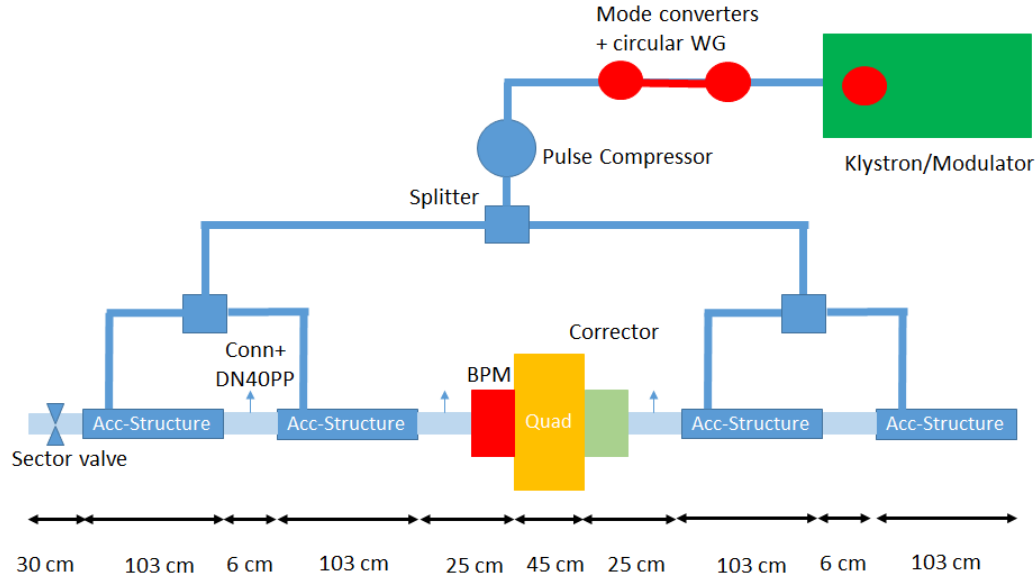 Mode converters
+ circular WG
Pulse Compressor
Klystron/Modulator
Splitter
Conn+
DN40PP
Corrector
BPM
Acc-Structure
Acc-Structure
Quad
Acc-Structure
Acc-Structure
Sector valve
30 cm
103 cm
6 cm
103 cm
25 cm
45 cm
25 cm
103 cm
6 cm
103 cm